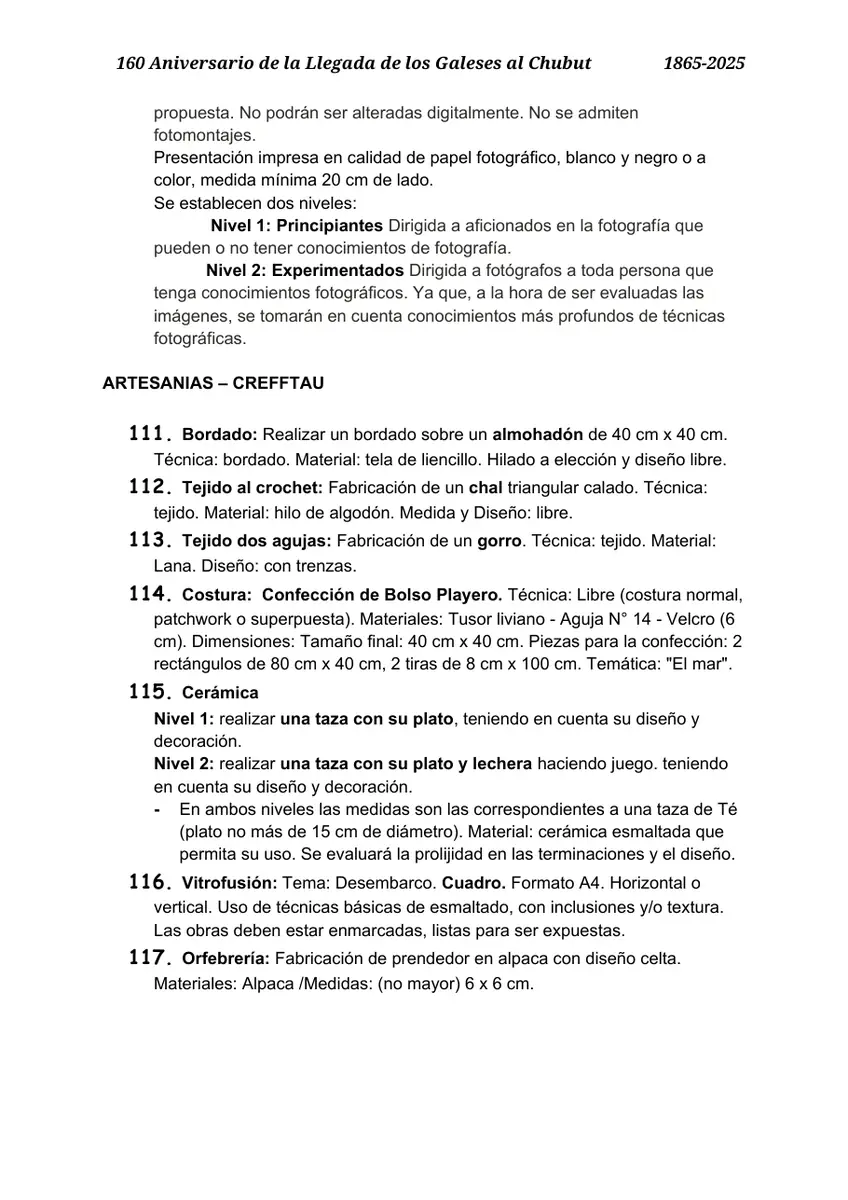 160 Aniversario de la Llegada de los Galeses al Chubut 1865-2025
propuesta. No podrán ser alteradas digitalmente. No se admiten
fotomontajes.
Presentación impresa en calidad de papel fotográfico, blanco y negro o a
color, medida mínima 20 cm de lado.
Se establecen dos niveles:
Nivel 1: Principiantes Dirigida a aficionados en la fotografía que
pueden o no tener conocimientos de fotografía.
Nivel 2: Experimentados Dirigida a fotógrafos a toda persona que
tenga conocimientos fotográficos. Ya que, a la hora de ser evaluadas las
imágenes, se tomarán en cuenta conocimientos más profundos de técnicas
fotográficas.
ARTESANIAS – CREFFTAU
111. Bordado: Realizar un bordado sobre un almohadón de 40 cm x 40 cm.
Técnica: bordado. Material: tela de liencillo. Hilado a elección y diseño libre.
112. Tejido al crochet: Fabricación de un chal triangular calado. Técnica:
tejido. Material: hilo de algodón. Medida y Diseño: libre.
113. Tejido dos agujas: Fabricación de un gorro. Técnica: tejido. Material:
Lana. Diseño: con trenzas.
114. Costura: Confección de Bolso Playero. Técnica: Libre (costura normal,
patchwork o superpuesta). Materiales: Tusor liviano - Aguja N° 14 - Velcro (6
cm). Dimensiones: Tamaño final: 40 cm x 40 cm. Piezas para la confección: 2
rectángulos de 80 cm x 40 cm, 2 tiras de 8 cm x 100 cm. Temática: "El mar".
115. Cerámica
Nivel 1: realizar una taza con su plato, teniendo en cuenta su diseño y
decoración.
Nivel 2: realizar una taza con su plato y lechera haciendo juego. teniendo
en cuenta su diseño y decoración.
- En ambos niveles las medidas son las correspondientes a una taza de Té
(plato no más de 15 cm de diámetro). Material: cerámica esmaltada que
permita su uso. Se evaluará la prolijidad en las terminaciones y el diseño.
116. Vitrofusión: Tema: Desembarco. Cuadro. Formato A4. Horizontal o
vertical. Uso de técnicas básicas de esmaltado, con inclusiones y/o textura.
Las obras deben estar enmarcadas, listas para ser expuestas.
117. Orfebrería: Fabricación de prendedor en alpaca con diseño celta.
Materiales: Alpaca /Medidas: (no mayor) 6 x 6 cm.